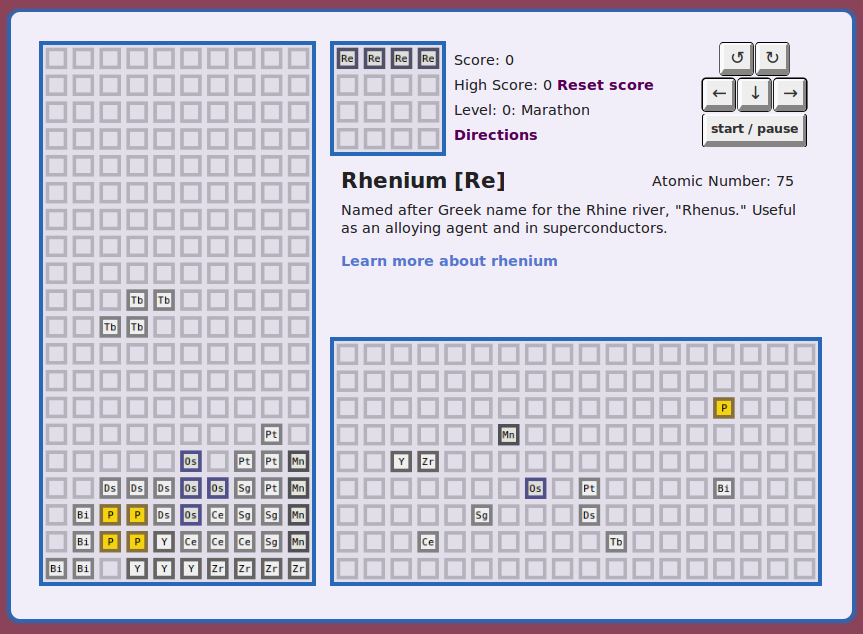 Re Re Re Re
Score: 0
High Score: 0 Reset score
Level: 0: Marathon
Directions
↺ ↻
← ↓ →
start / pause
Rhenium [Re]
Atomic Number: 75
Named after Greek name for the Rhine river, "Rhenus." Useful
as an alloying agent and in superconductors.
Learn more about rhenium
Tb Tb
Tb Tb
Pt
Os Pt Pt Mn
Ds Ds Ds Os Os Sg Pt Mn
Bi P P Ds Os Ce Sg Sg Mn
Bi P P Y Ce Ce Ce Sg Mn
Bi Bi Y Y Y Zr Zr Zr Zr
P
Mn
Y Zr
Os Pt Bi
Sg Ds
Ce Tb